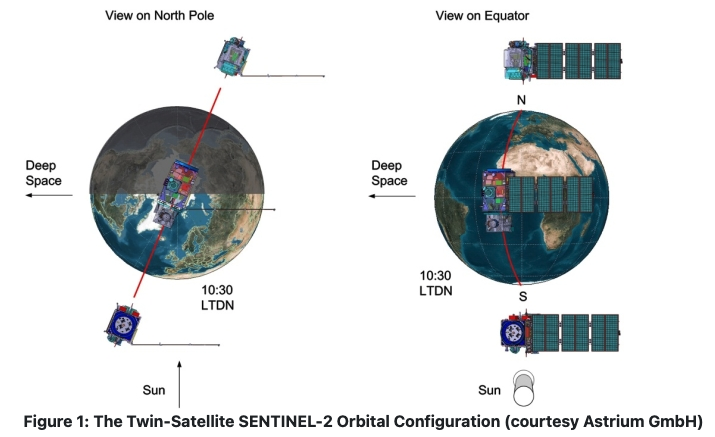 View on North Pole
View on Equator
N
Deep
Space
Deep
Space
10:30
LTDN
10:30
LTDN
S
Sun
Sun
Figure 1: The Twin-Satellite SENTINEL-2 Orbital Configuration (courtesy Astrium GmbH)